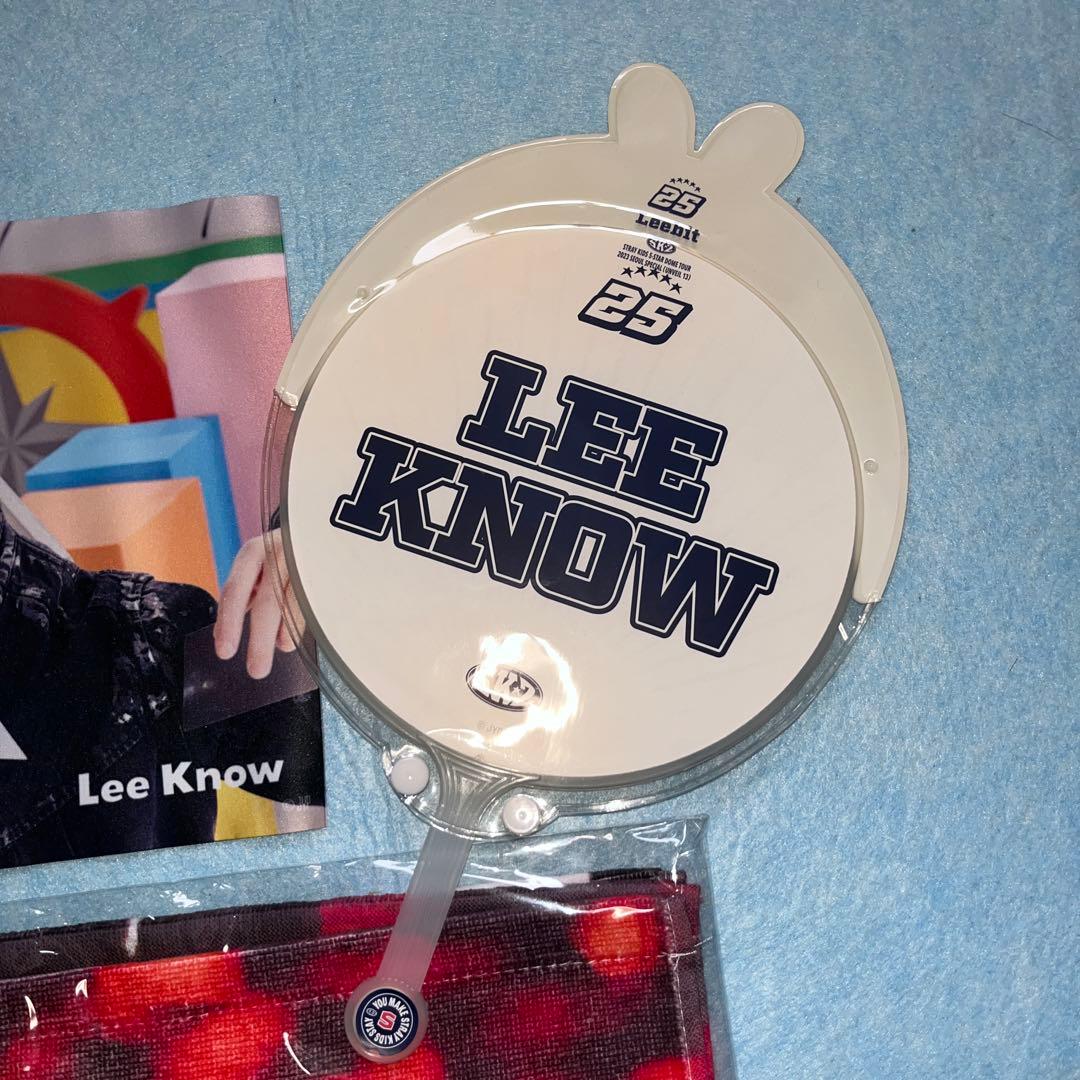 25
Leebit
SKZ
STRAY KIDS 5-STAR DOME TOUR
2023 SEOUL SPECIAL (UNVEIL 13)
25
LEE
KNOW
Lee Know
YOU MAKE STRAY KIDS STAY
S